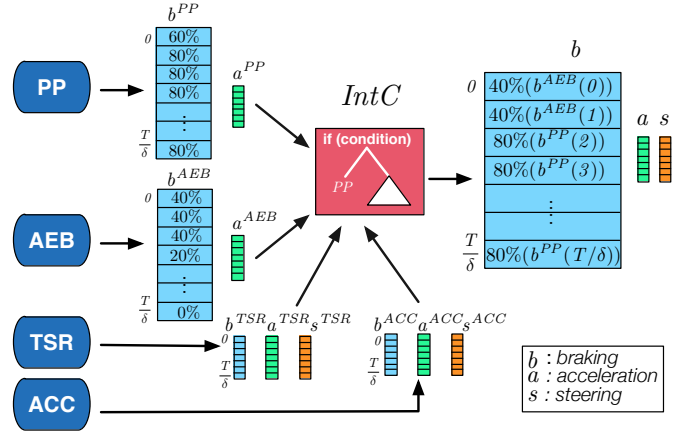 b^{PP}
0
60%
80%
80%
80%
⋮
T/δ
80%
PP
a^{PP}
b^{AEB}
0
40%
40%
40%
20%
⋮
T/δ
0%
AEB
a^{AEB}
IntC
if (condition)
PP
b
0
40%(b^{AEB}(0))
40%(b^{AEB}(1))
80%(b^{PP}(2))
80%(b^{PP}(3))
⋮
T/δ
80%(b^{PP}(T/δ))
a s
TSR
b^{TSR} a^{TSR} s^{TSR}
0
T/δ
ACC
b^{ACC} a^{ACC} s^{ACC}
0
T/δ
b : braking
a : acceleration
s : steering